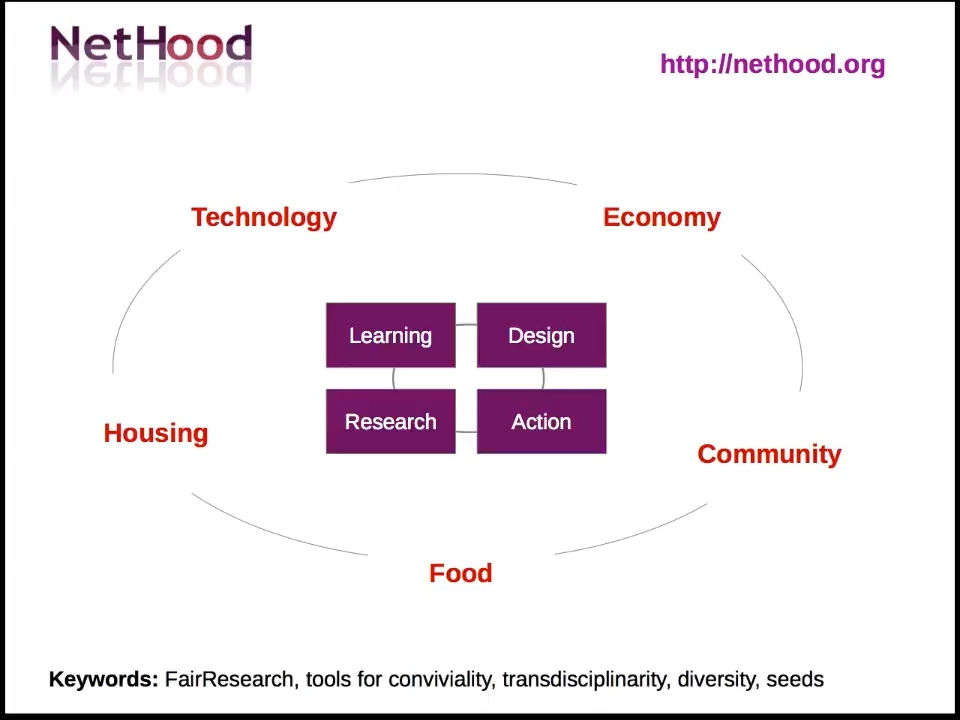 NetHood
http://nethood.org
Technology
Economy
Learning
Design
Research
Action
Housing
Community
Food
Keywords: FairResearch, tools for conviviality, transdisciplinarity, diversity, seeds